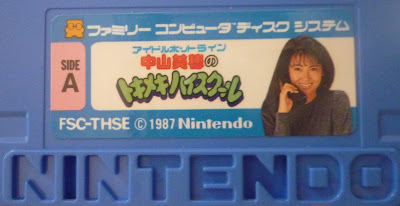 ファミリー コンピュータ ディスク システム
アイドルホットライン
中山美穂の
トキメキハイスクール
SIDE
A
FSC-THSE © 1987 Nintendo
NINTENDO